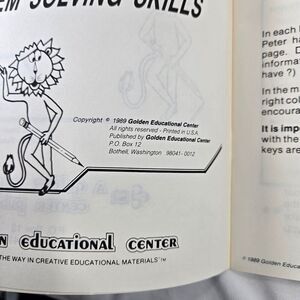 EM SOLVING SKILLS
Copyright © 1989 Golden Educational Center
All rights reserved - Printed in U.S.A.
Published by Golden Educational Center
P.O. Box 12
Bothell, Washington 98041-0012
N educational CENTER
THE WAY IN CREATIVE EDUCATIONAL MATERIALS™
In each
Peter ha
page. D
informat
have ?)
In the m
right col
encoura
It is imp
with the
keys are
© 1989 Golden Educa